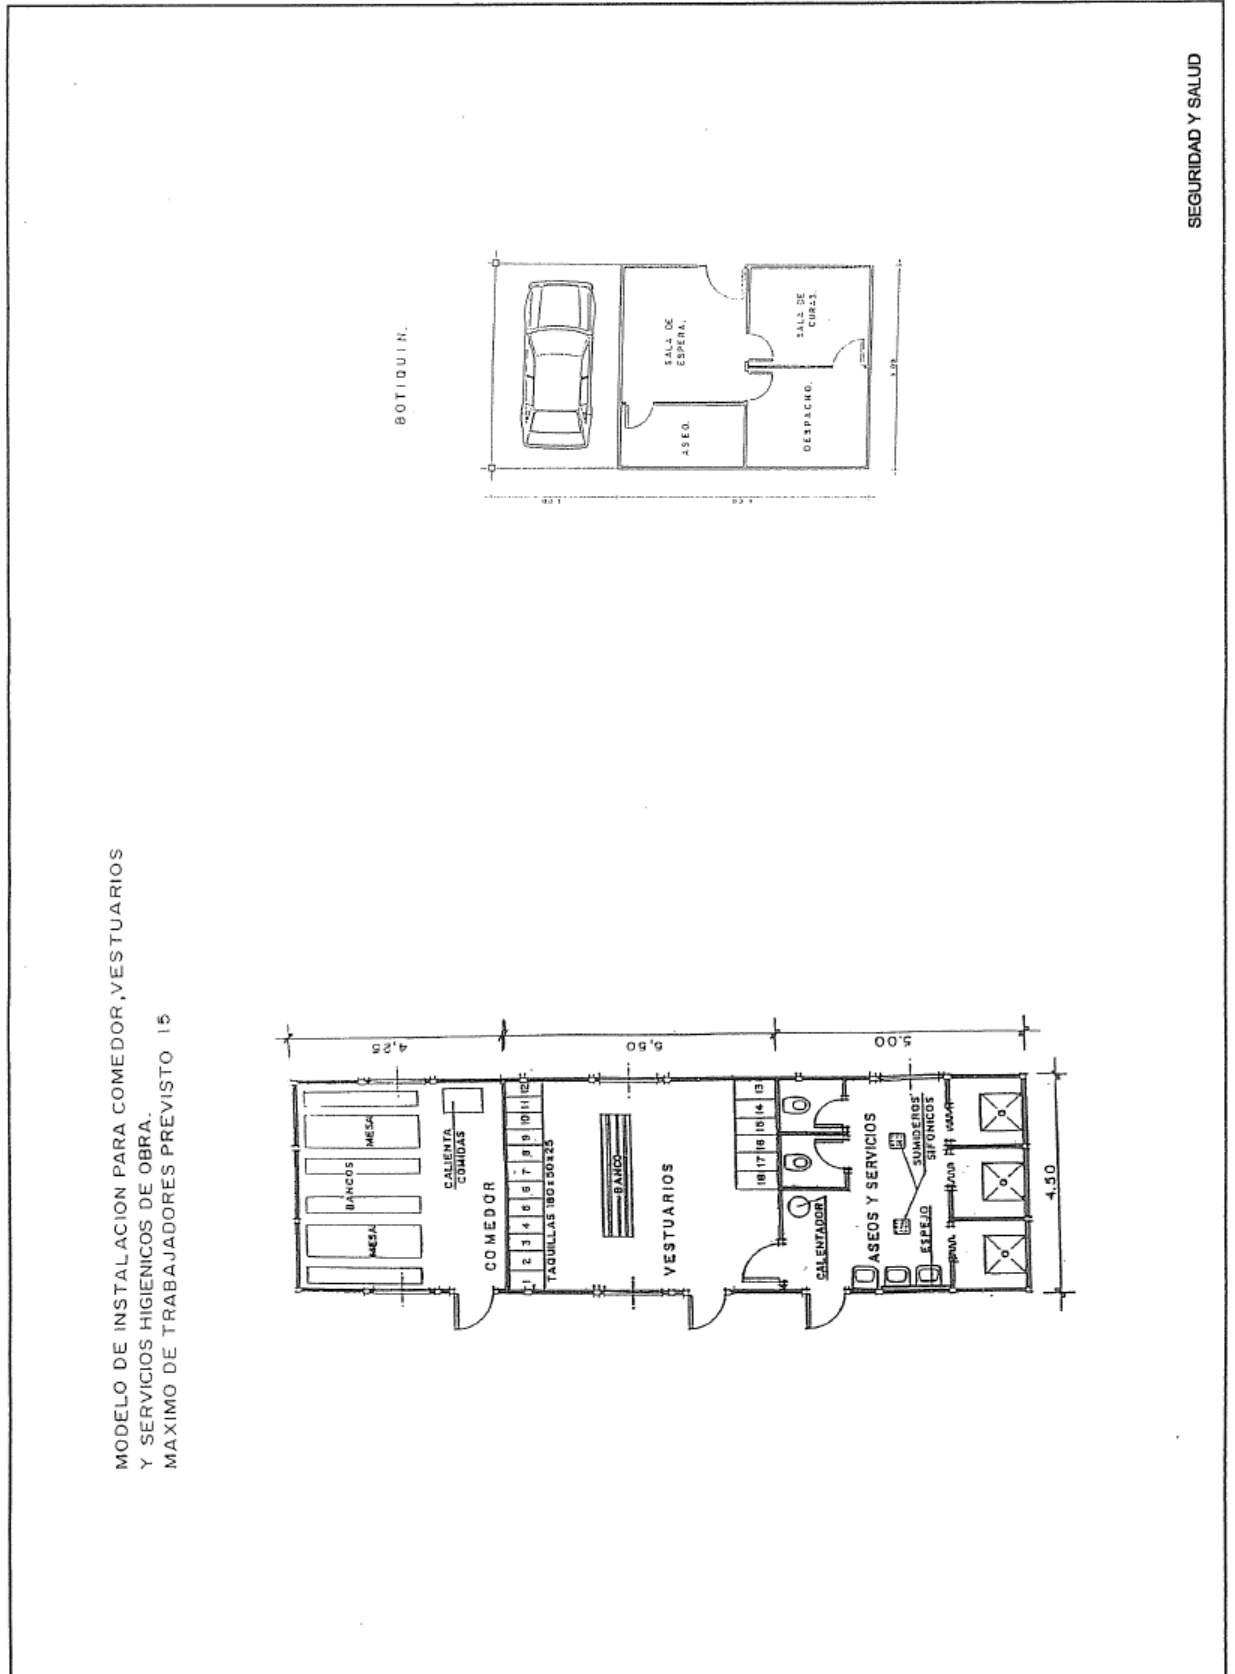 MODELO DE INSTALACION PARA COMEDOR,VESTUARIOS
Y SERVICIOS HIGIENICOS DE OBRA.
MAXIMO DE TRABAJADORES PREVISTO 15
4,25
5,50
5,00
4,50
MESA
BANCOS
MESA
CALIENTA
COMIDAS
COMEDOR
1 2 3 4 5 6 7 8 9 10 11 12
TAQUILLAS 180x50x25
BANCO
VESTUARIOS
18 17 16 15 14 13
CALENTADOR
ASEOS Y SERVICIOS
SUMIDEROS
SIFONICOS
ESPEJO
BOTIQUIN.
SALA DE
ESPERA.
ASEO.
SALA DE
CURAS.
DESPACHO.
SEGURIDAD Y SALUD